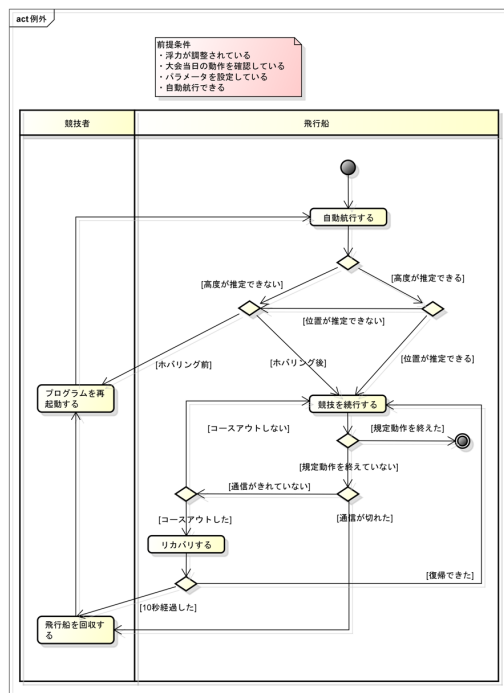 act 例外
前提条件
・浮力が調整されている
・大会当日の動作を確認している
・パラメータを設定している
・自動航行できる
競技者
飛行船
自動航行する
[高度が推定できない]
[高度が推定できる]
[位置が推定できない]
[ホバリング前]
[ホバリング後]
[位置が推定できる]
プログラムを再
起動する
競技を続行する
[コースアウトしない]
[規定動作を終えた]
[規定動作を終えていない]
[通信がきれていない]
[コースアウトした]
[通信が切れた]
リカバリする
[復帰できた]
[10秒経過した]
飛行船を回収す
る